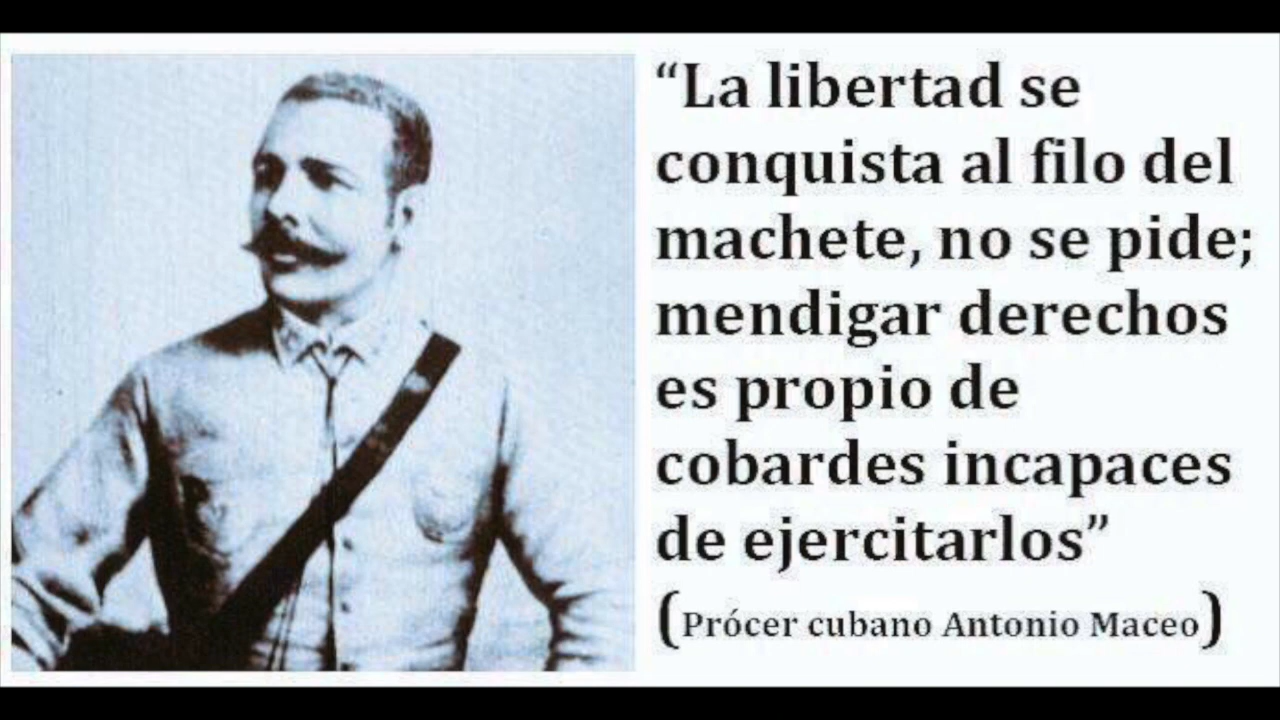 “La libertad se
conquista al filo del
machete, no se pide;
mendigar derechos
es propio de
cobardes incapaces
de ejercitarlos”
(Prócer cubano Antonio Maceo)